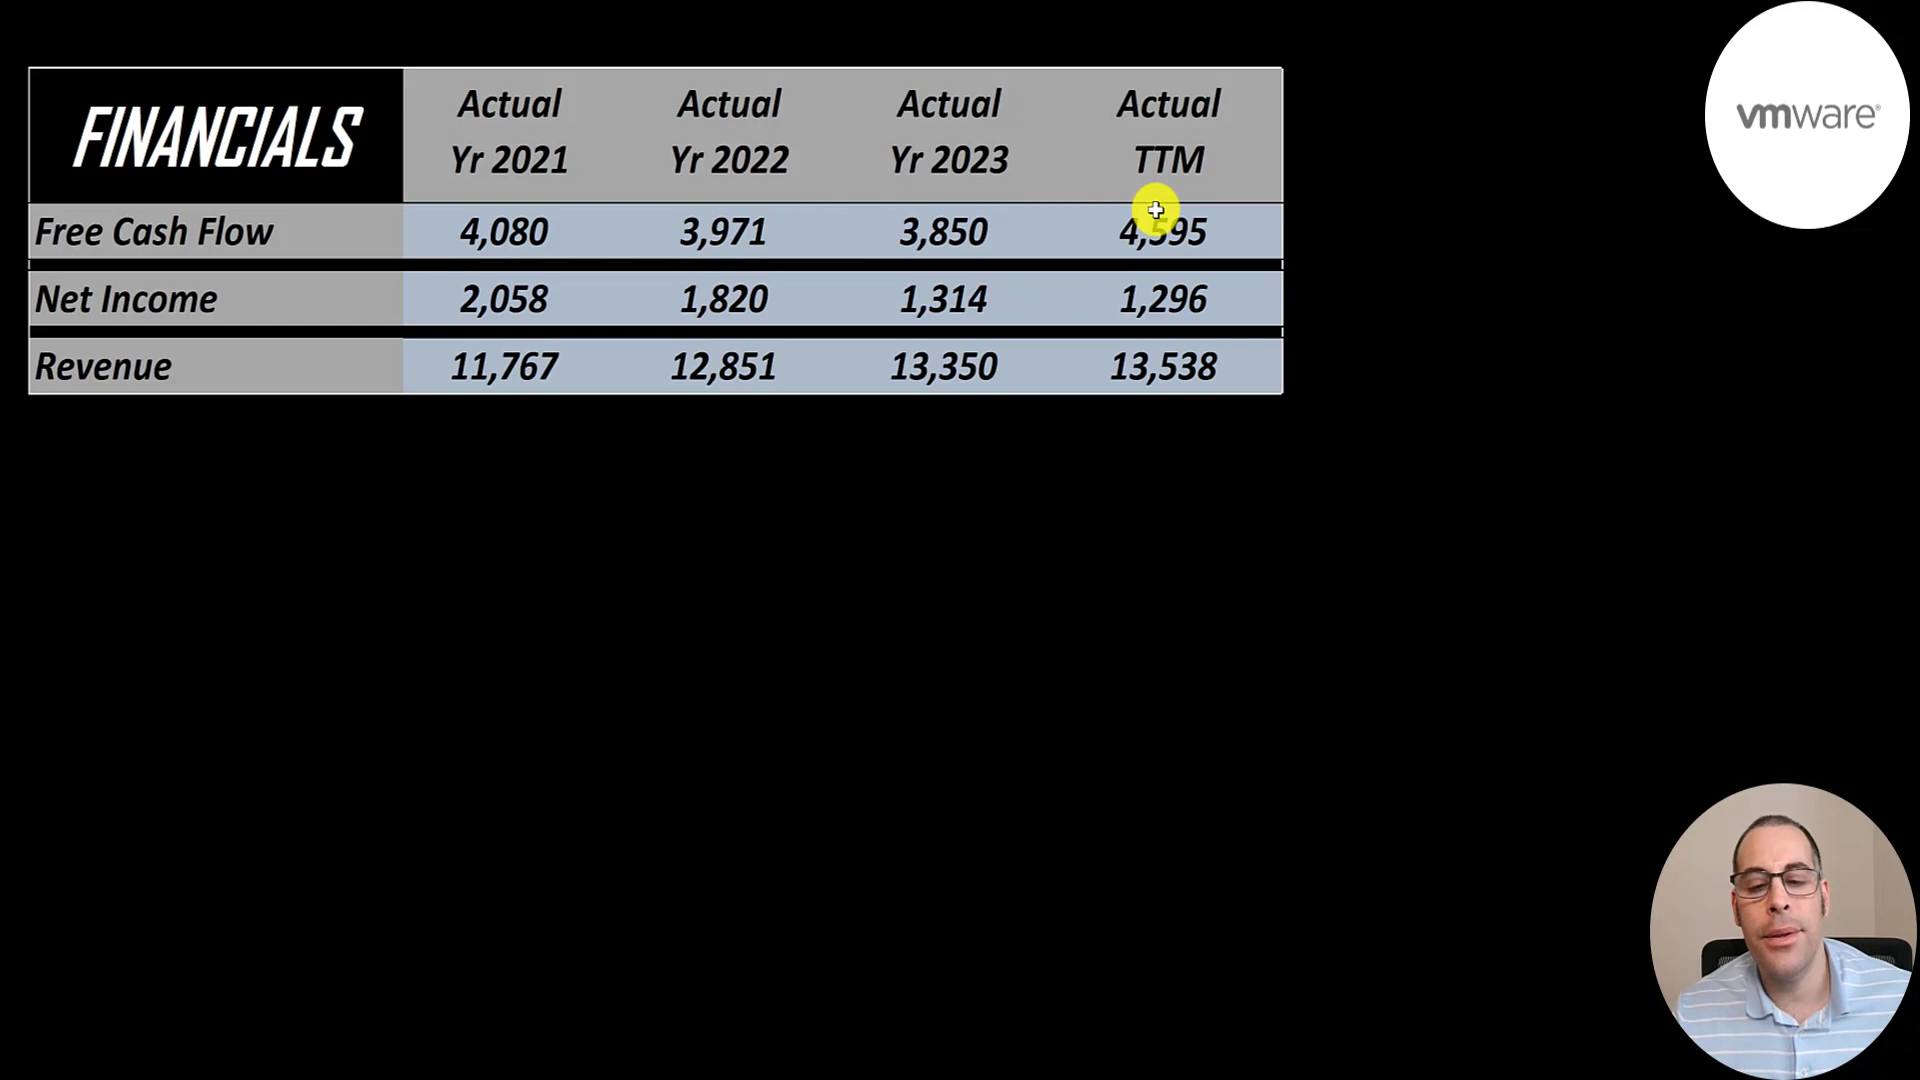 FINANCIALS
Actual Yr 2021
Actual Yr 2022
Actual Yr 2023
Actual TTM
Free Cash Flow 4,080 3,971 3,850 4,595
Net Income 2,058 1,820 1,314 1,296
Revenue 11,767 12,851 13,350 13,538
vmware®